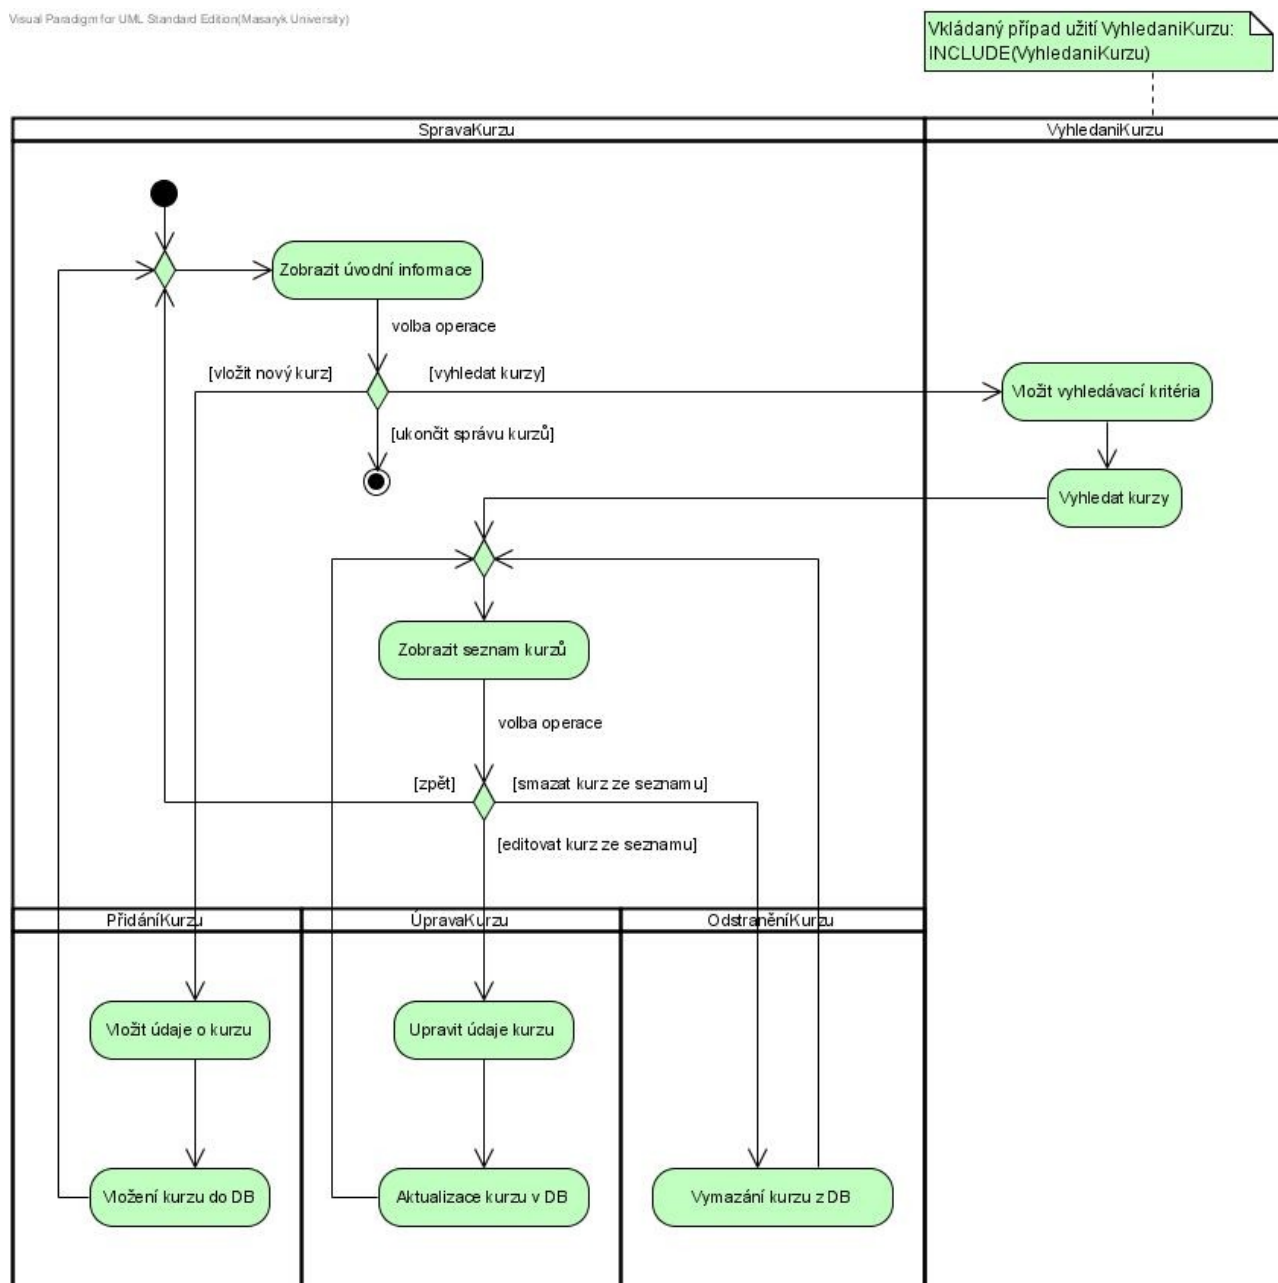 Visual Paradigm for UML Standard Edition(Masaryk University)
Vkládaný případ užití VyhledaniKurzu:
INCLUDE(VyhledaniKurzu)
SpravaKurzu
VyhledaniKurzu
Zobrazit úvodní informace
volba operace
[vložit nový kurz]
[vyhledat kurzy]
Vložit vyhledávací kritéria
[ukončit správu kurzů]
Vyhledat kurzy
Zobrazit seznam kurzů
volba operace
[zpět]
[smazat kurz ze seznamu]
[editovat kurz ze seznamu]
PřidáníKurzu
ÚpravaKurzu
OdstraněníKurzu
Vložit údaje o kurzu
Upravit údaje kurzu
Vložení kurzu do DB
Aktualizace kurzu v DB
Vymazání kurzu z DB